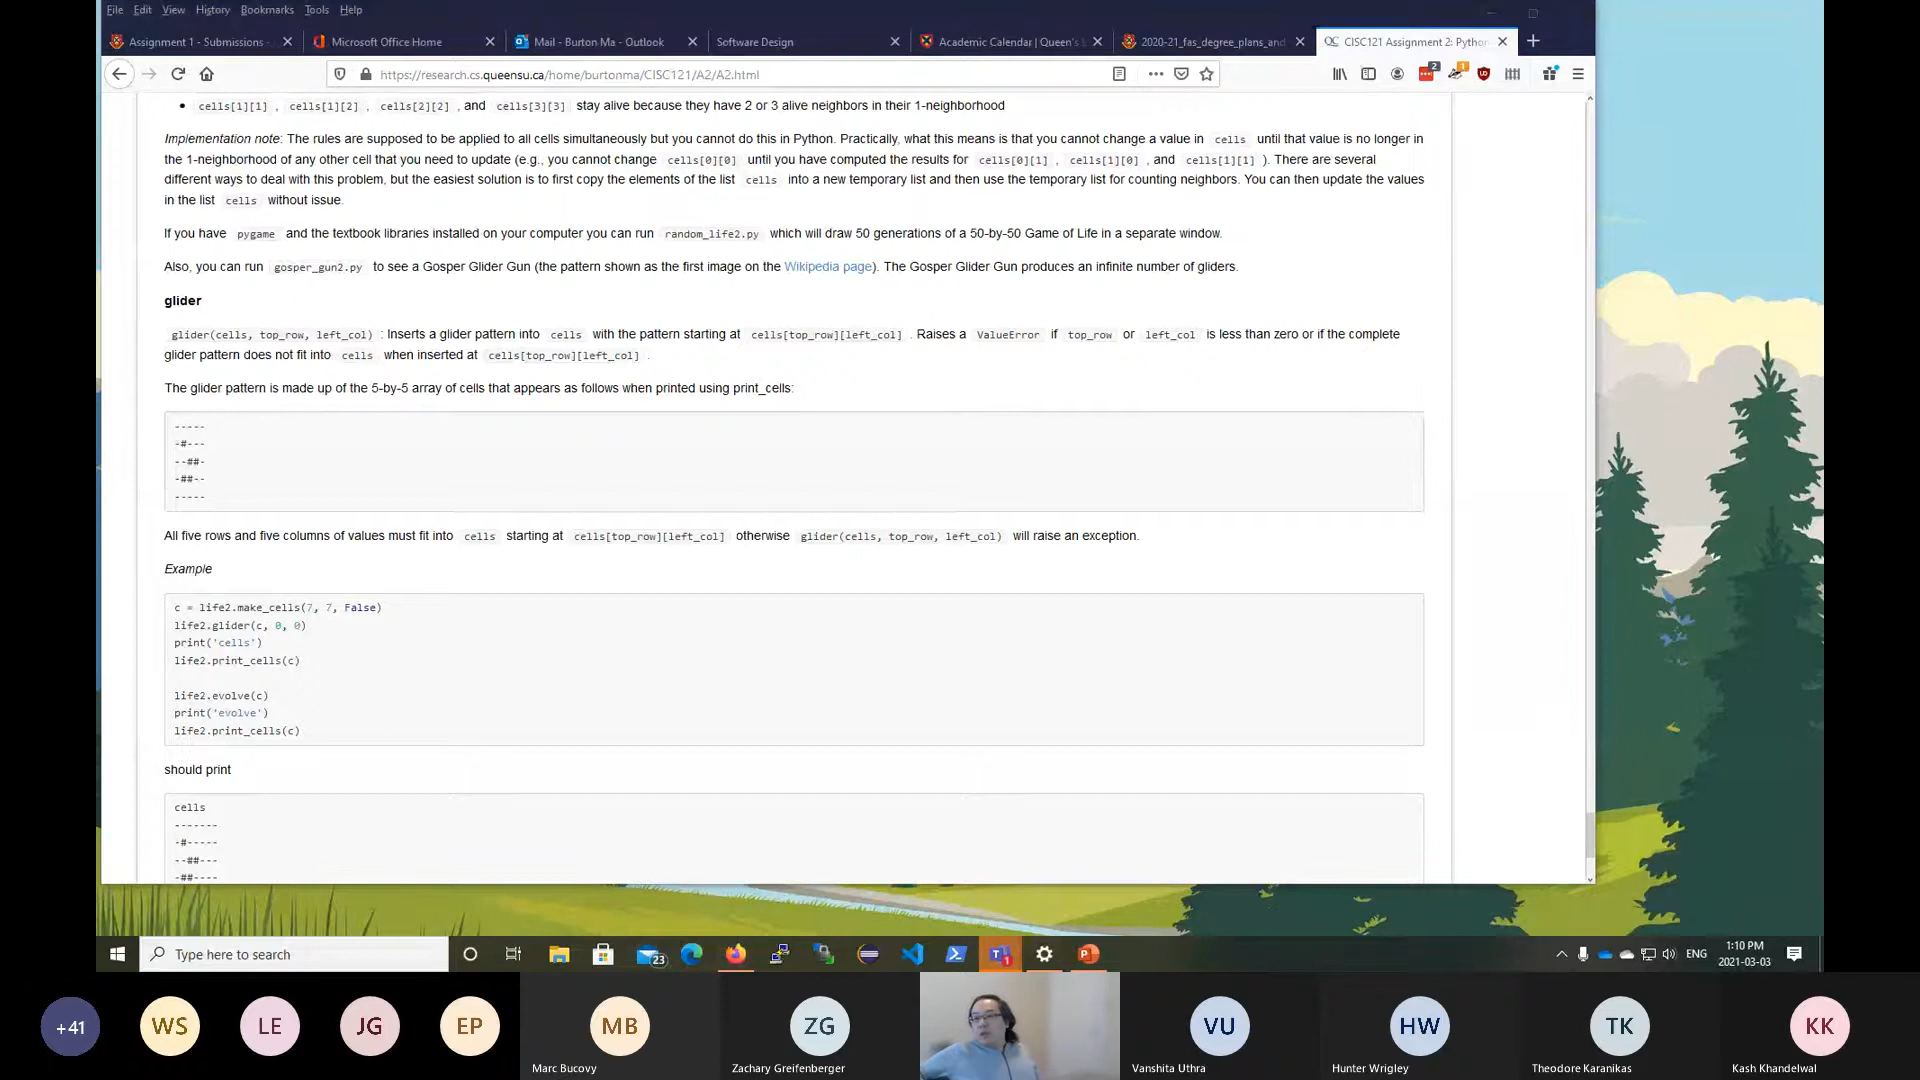 File Edit View History Bookmarks Tools Help
Assignment 1 - Submissions - Microsoft Office Home Mail - Burton Ma - Outlook Software Design Academic Calendar | Queen's 2020-21_fas_degree_plans_and CISC121 Assignment 2: Python
https://research.cs.queensu.ca/home/burtonma/CISC121/A2/A2.html 2 1
• cells[1][1] , cells[1][2] , cells[2][2] , and cells[3][3] stay alive because they have 2 or 3 alive neighbors in their 1-neighborhood
Implementation note: The rules are supposed to be applied to all cells simultaneously but you cannot do this in Python. Practically, what this means is that you cannot change a value in cells until that value is no longer in
the 1-neighborhood of any other cell that you need to update (e.g., you cannot change cells[0][0] until you have computed the results for cells[0][1] , cells[1][0] , and cells[1][1] ). There are several
different ways to deal with this problem, but the easiest solution is to first copy the elements of the list cells into a new temporary list and then use the temporary list for counting neighbors. You can then update the values
in the list cells without issue.
If you have pygame and the textbook libraries installed on your computer you can run random_life2.py which will draw 50 generations of a 50-by-50 Game of Life in a separate window.
Also, you can run gosper_gun2.py to see a Gosper Glider Gun (the pattern shown as the first image on the Wikipedia page). The Gosper Glider Gun produces an infinite number of gliders.
glider
glider(cells, top_row, left_col) : Inserts a glider pattern into cells with the pattern starting at cells[top_row][left_col] . Raises a ValueError if top_row or left_col is less than zero or if the complete
glider pattern does not fit into cells when inserted at cells[top_row][left_col] .
The glider pattern is made up of the 5-by-5 array of cells that appears as follows when printed using print_cells:
-----
-#---
--##-
-##--
-----
All five rows and five columns of values must fit into cells starting at cells[top_row][left_col] otherwise glider(cells, top_row, left_col) will raise an exception.
Example
c = life2.make_cells(7, 7, False)
life2.glider(c, 0, 0)
print('cells')
life2.print_cells(c)
life2.evolve(c)
print('evolve')
life2.print_cells(c)
should print
cells
-------
-#-----
--##---
-##----
Type here to search 23 1 ENG 1:10 PM
2021-03-03
+41 WS LE JG EP MB ZG VU HW TK KK
Marc Bucovy Zachary Greifenberger Vanshita Uthra Hunter Wrigley Theodore Karanikas Kash Khandelwal